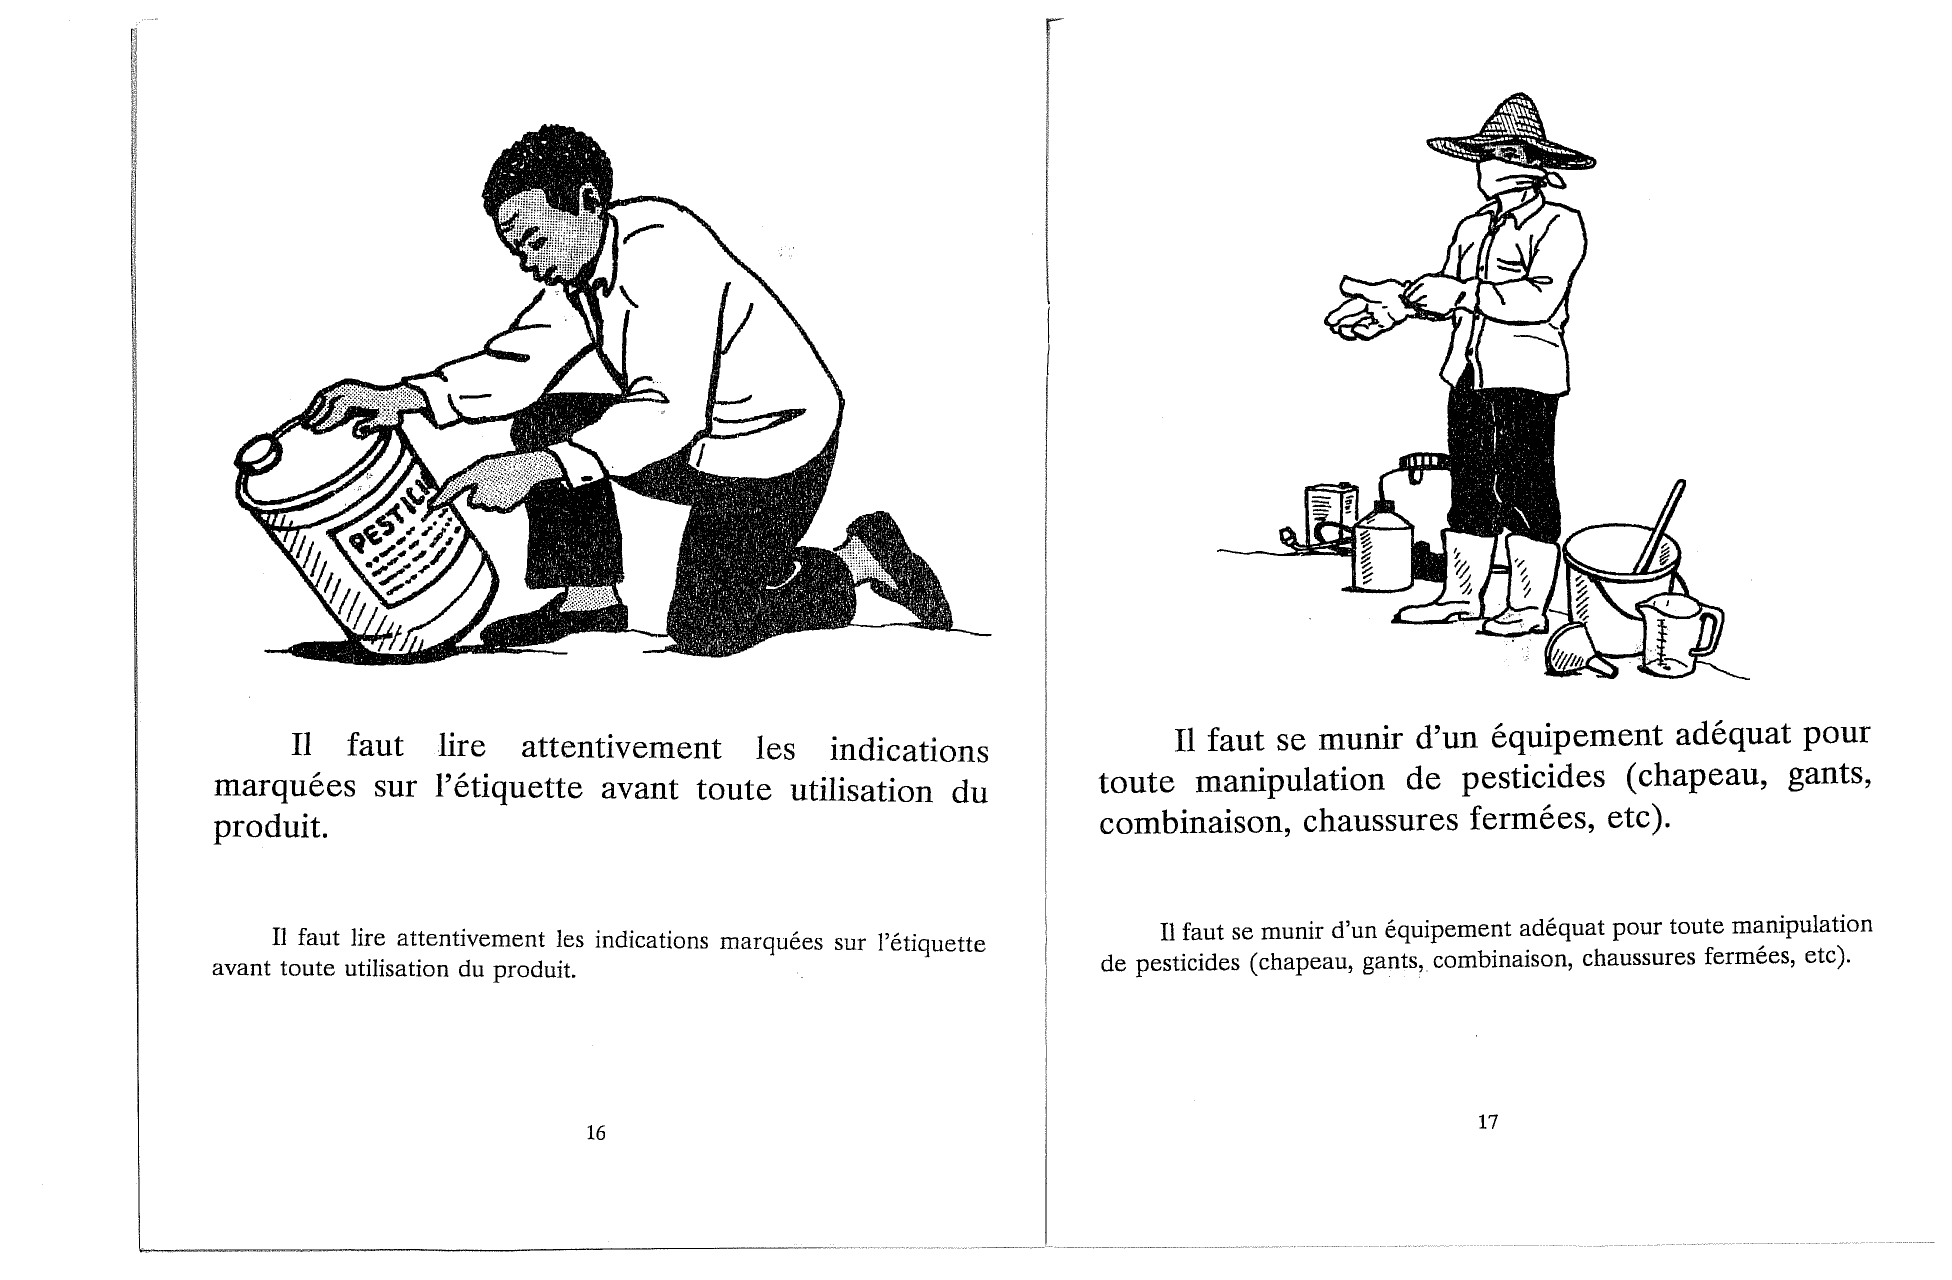 PESTICI
Il faut lire attentivement les indications
marquées sur l'étiquette avant toute utilisation du
produit.
Il faut lire attentivement les indications marquées sur l'étiquette
avant toute utilisation du produit.
16
Il faut se munir d'un équipement adéquat pour
toute manipulation de pesticides (chapeau, gants,
combinaison, chaussures fermées, etc).
Il faut se munir d'un équipement adéquat pour toute manipulation
de pesticides (chapeau, gants, combinaison, chaussures fermées, etc).
17